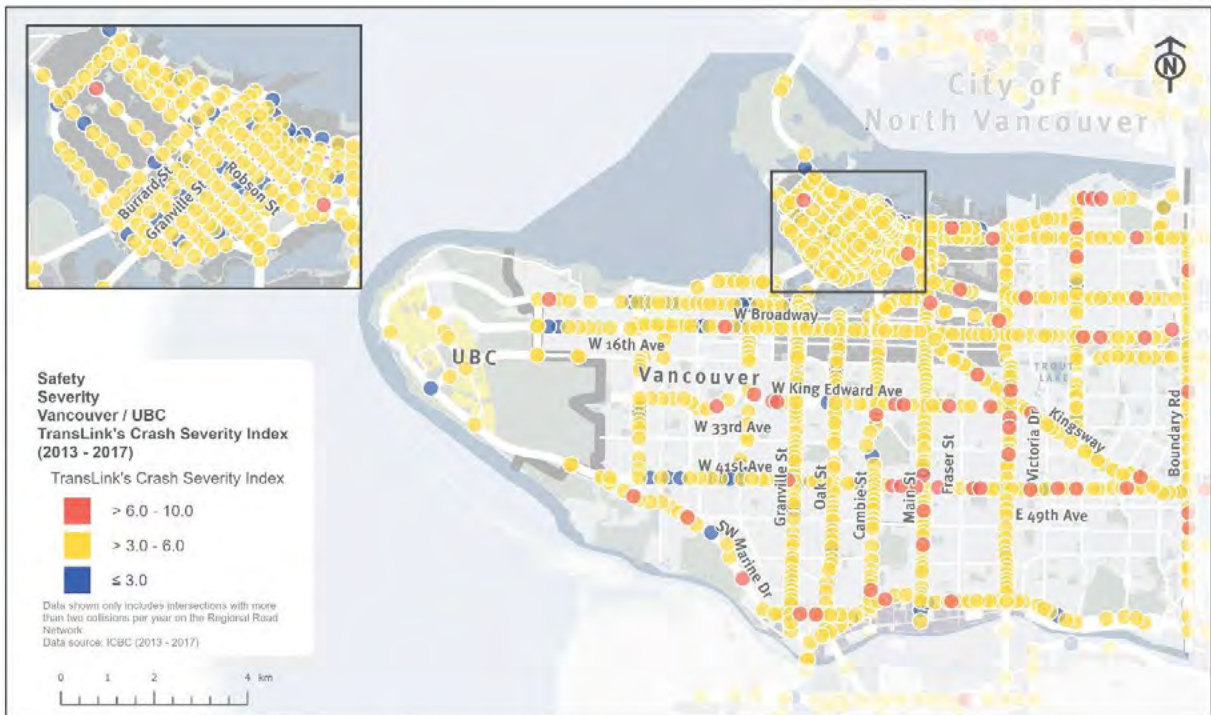 Burrard St
Granville St
Robson St
N
City of
North Vancouver
W Broadway
W 16th Ave
UBC
Vancouver
W King Edward Ave
TROUT
LAKE
W 33rd Ave
Kingsway
W 41st Ave
Granville St
Oak St
Cambie St
Main St
Fraser St
Victoria Dr
Boundary Rd
E 49th Ave
SW Marine Dr
Safety
Severity
Vancouver / UBC
TransLink's Crash Severity Index
(2013 - 2017)
TransLink's Crash Severity Index
> 6.0 - 10.0
> 3.0 - 6.0
≤ 3.0
Data shown only includes intersections with more
than two collisions per year on the Regional Road
Network.
Data source: ICBC (2013 - 2017)
0 1 2 4 km